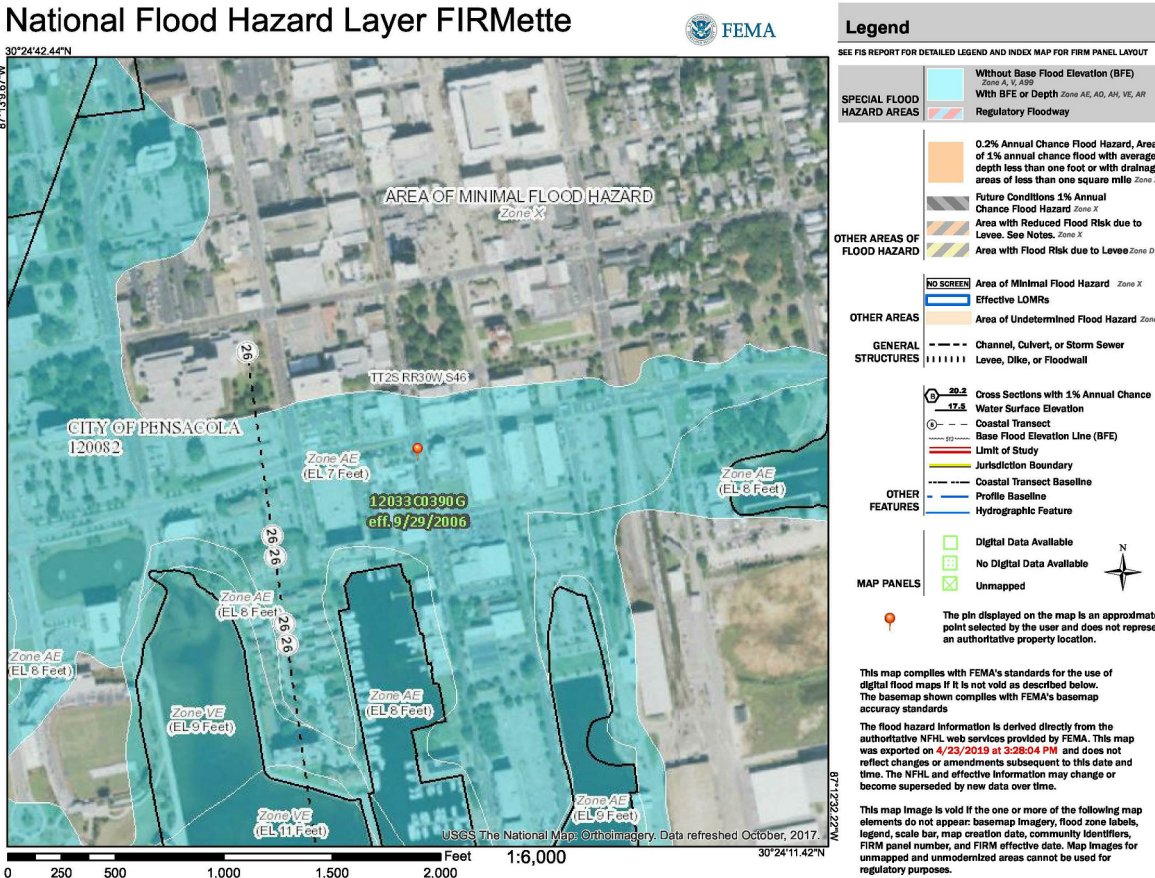 National Flood Hazard Layer FIRMette
FEMA
30°24'42.44"N
AREA OF MINIMAL FLOOD HAZARD
Zone X
26
TT2S RR30W S46
CITY OF PENSACOLA
120082
Zone AE
(EL 7 Feet)
Zone AE
(EL 8 Feet)
12033C0390G
eff. 9/29/2006
26
26
Zone AE
(EL 8 Feet)
26
26
Zone AE
(EL 8 Feet)
Zone AE
(EL 8 Feet)
Zone VE
(EL 9 Feet)
Zone AE
(EL 9 Feet)
Zone VE
(EL 11 Feet)
USGS The National Map: Orthoimagery. Data refreshed October, 2017.
87°12'32.22"W
30°24'11.42"N
Feet
1:6,000
0 250 500 1.000 1.500 2.000
Legend
SEE FIS REPORT FOR DETAILED LEGEND AND INDEX MAP FOR FIRM PANEL LAYOUT
SPECIAL FLOOD
HAZARD AREAS
Without Base Flood Elevation (BFE)
Zone A, V, A99
With BFE or Depth Zone AE, AO, AH, VE, AR
Regulatory Floodway
OTHER AREAS OF
FLOOD HAZARD
0.2% Annual Chance Flood Hazard, Area
of 1% annual chance flood with average
depth less than one foot or with drainag
areas of less than one square mile Zone
Future Conditions 1% Annual
Chance Flood Hazard Zone X
Area with Reduced Flood Risk due to
Levee. See Notes. Zone X
Area with Flood Risk due to Levee Zone D
OTHER AREAS
NO SCREEN Area of Minimal Flood Hazard Zone X
Effective LOMRs
Area of Undetermined Flood Hazard Zone
GENERAL
STRUCTURES
Channel, Culvert, or Storm Sewer
Levee, Dike, or Floodwall
OTHER
FEATURES
B 20.2 Cross Sections with 1% Annual Chance
17.5 Water Surface Elevation
8 Coastal Transect
513 Base Flood Elevation Line (BFE)
Limit of Study
Jurisdiction Boundary
Coastal Transect Baseline
Profile Baseline
Hydrographic Feature
MAP PANELS
Digital Data Available
No Digital Data Available
Unmapped
N
The pin displayed on the map is an approximate
point selected by the user and does not represe
an authoritative property location.
This map complies with FEMA's standards for the use of
digital flood maps if it is not void as described below.
The basemap shown complies with FEMA's basemap
accuracy standards
The flood hazard information is derived directly from the
authoritative NFHL web services provided by FEMA. This map
was exported on 4/23/2019 at 3:28:04 PM and does not
reflect changes or amendments subsequent to this date and
time. The NFHL and effective information may change or
become superseded by new data over time.
This map image is void if the one or more of the following map
elements do not appear: basemap imagery, flood zone labels,
legend, scale bar, map creation date, community identifiers,
FIRM panel number, and FIRM effective date. Map images for
unmapped and unmodernized areas cannot be used for
regulatory purposes.